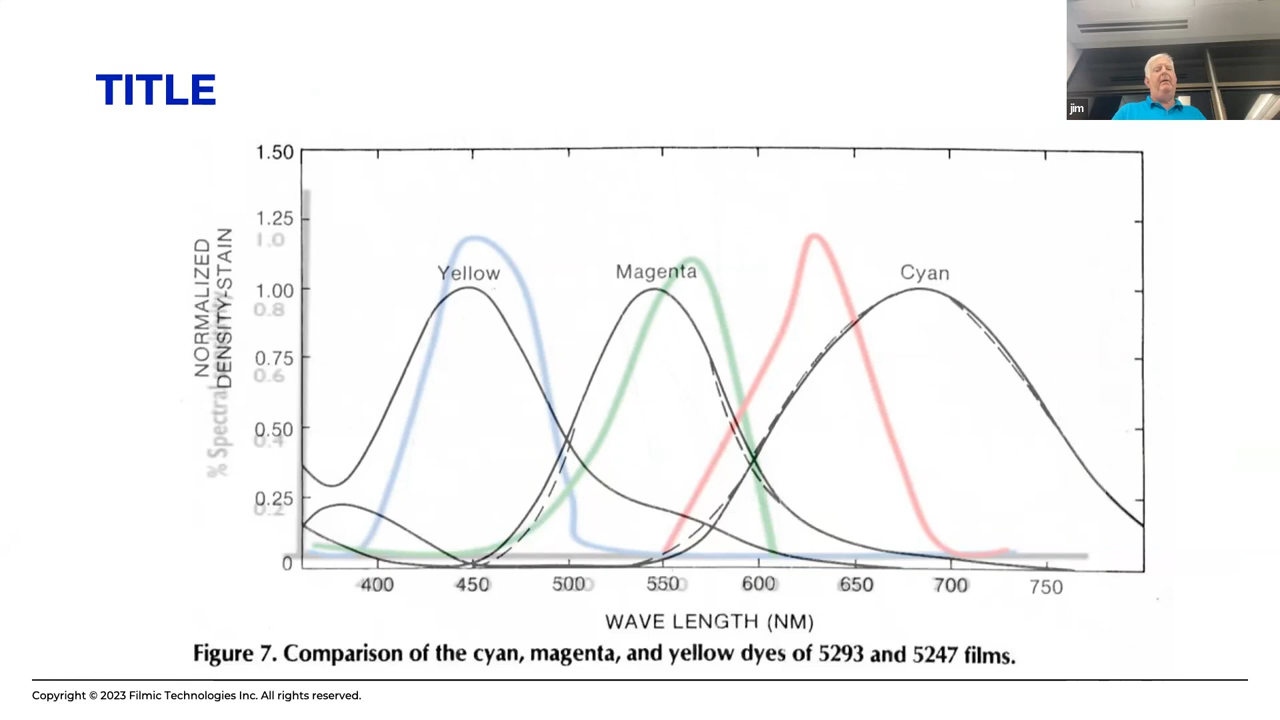 TITLE
jim
1.50
1.25
1.0
NORMALIZED
DENSITY-STAIN
% Spectral
Yellow
Magenta
Cyan
1.00
0.8
0.75
0.6
0.50
0.4
0.25
0.2
0
400 450 500 550 600 650 700 750
WAVE LENGTH (NM)
Figure 7. Comparison of the cyan, magenta, and yellow dyes of 5293 and 5247 films.
Copyright © 2023 Filmic Technologies Inc. All rights reserved.